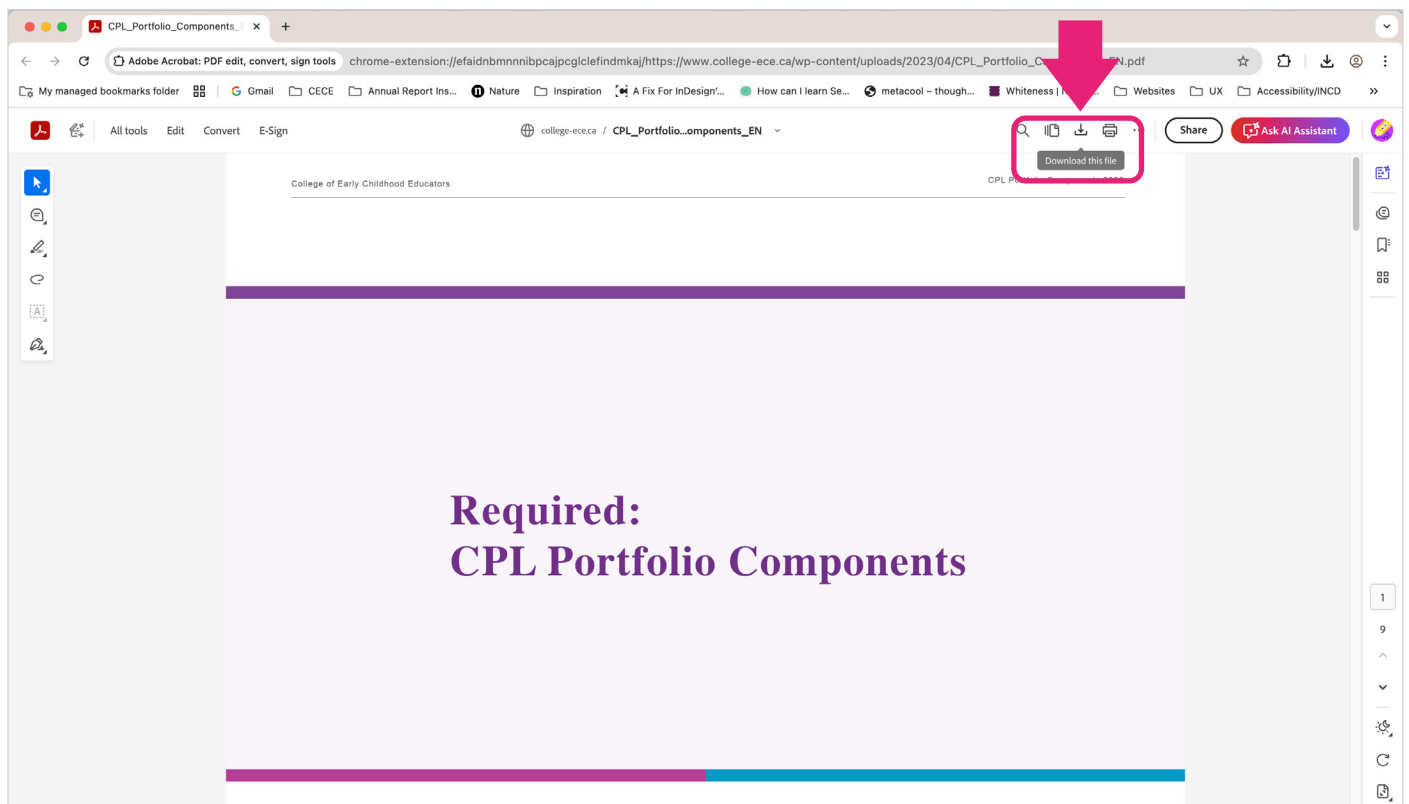 CPL_Portfolio_Components_
Adobe Acrobat: PDF edit, convert, sign tools chrome-extension://efaidnbmnnnibpcajpcglclefindmkaj/https://www.college-ece.ca/wp-content/uploads/2023/04/CPL_Portfolio_C EN.pdf
My managed bookmarks folder Gmail CECE Annual Report Ins... Nature Inspiration A Fix For InDesign'... How can I learn Se... metacool – though... Whiteness | Websites UX Accessibility/INCD »
All tools Edit Convert E-Sign college-ece.ca / CPL_Portfolio...omponents_EN Share Ask AI Assistant
Download this file
College of Early Childhood Educators CPL
Required:
CPL Portfolio Components
1
9